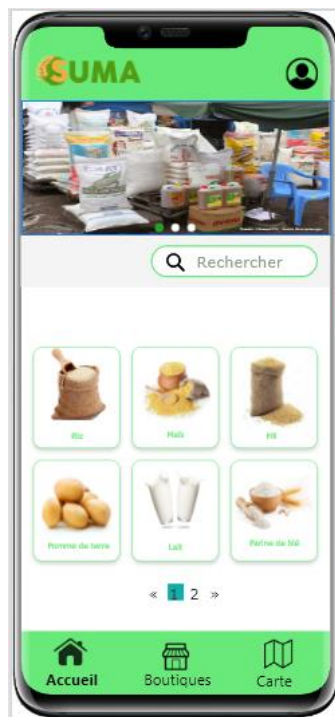 SUMA
Rechercher
Riz
Maïs
Mil
Pomme de terre
Lait
Farine de blé
« 1 2 »
Accueil
Boutiques
Carte